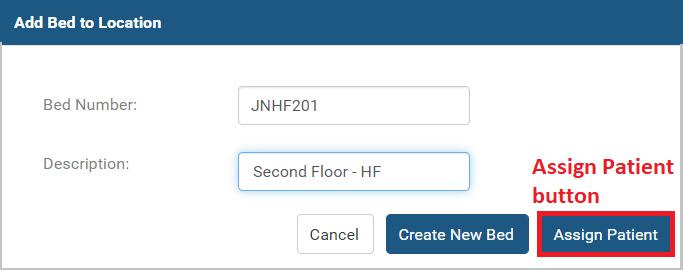 Add Bed to Location
Bed Number:
JNHF201
Description:
Second Floor - HF
Assign Patient
button
Cancel
Create New Bed
Assign Patient